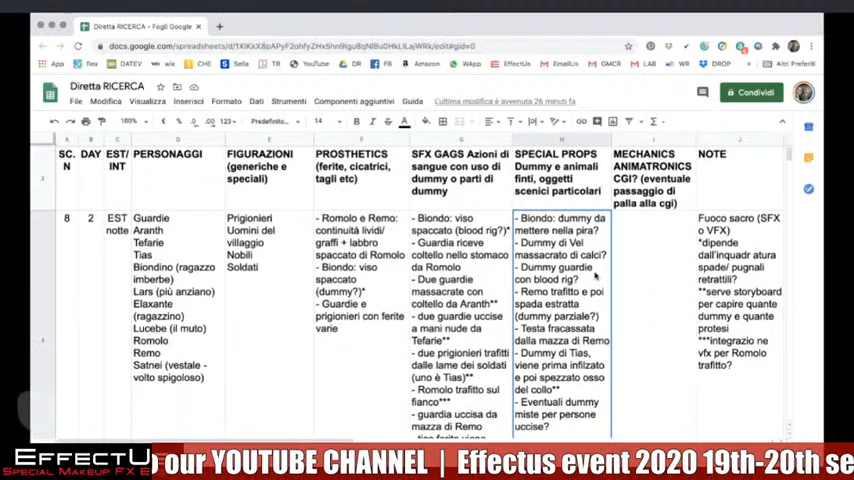 Diretta RICERCA - Fogli Google
docs.google.com/spreadsheets/d/
App
flex
DATEV
wix
CHE
Sella
TR
YouTube
DR
FB
Amazon
WApp
EffectUs
EmailUs
GMCR
LAB
WR
DROP
Altri Preferiti
Diretta RICERCA
File Modifica Visualizza Inserisci Formato Dati Strumenti Componenti aggiuntivi Guida
L'ultima modifica è avvenuta 26 minuti fa
Condividi
100%
€ % .0 .00 123
Predefinito...
14
B I S A
A B C D E F G H I J
SC. N
DAY
EST/ INT
PERSONAGGI
FIGURAZIONI
(generiche e
speciali)
PROSTHETICS
(ferite, cicatrici,
tagli etc)
SFX GAGS Azioni di
sangue con uso di
dummy o parti di
dummy
SPECIAL PROPS
Dummy e animali
finti, oggetti
scenici particolari
MECHANICS
ANIMATRONICS
CGI? (eventuale
passaggio di
palla alla cgi)
NOTE
8
2
EST
notte
Guardie
Aranth
Tefarie
Tias
Biondino (ragazzo
imberbe)
Lars (più anziano)
Elaxante
(ragazzino)
Lucebe (il muto)
Romolo
Remo
Satnei (vestale -
volto spigoloso)
Prigionieri
Uomini del
villaggio
Nobili
Soldati
- Romolo e Remo:
continuità lividi/
graffi + labbro
spaccato di Romolo
- Biondo: viso
spaccato
(dummy?)*
- Guardie e
prigionieri con ferite
varie
- Biondo: viso
spaccato (blood rig?)*
- Guardia riceve
coltello nello stomaco
da Romolo
- Due guardie
massacrate con
coltello da Aranth**
- due guardie uccise
a mani nude da
Tefarie**
- due prigionieri trafitti
dalle lame dei soldati
(uno è Tias)**
- Romolo trafitto sul
fianco***
- guardia uccisa da
mazza di Remo
- Biondo: dummy da
mettere nella pira?
- Dummy di Vel
massacrato di calci?
- Dummy guardie
con blood rig?
- Remo trafitto e poi
spada estratta
(dummy parziale?)
- Testa fracassata
dalla mazza di Remo
- Dummy di Tias,
viene prima infilzato
e poi spezzato osso
del collo**
- Eventuali dummy
miste per persone
uccise?
Fuoco sacro (SFX
o VFX)
*dipende
dall'inquadr atura
spade/ pugnali
retrattili?
**serve storyboard
per capire quante
dummy e quante
protesi
***integrazio ne
vfx per Romolo
trafitto?
EFFECTUS
SPECIAL MAKEUP FX E
our YOUTUBE CHANNEL | Effectus event 2020 19th-20th se